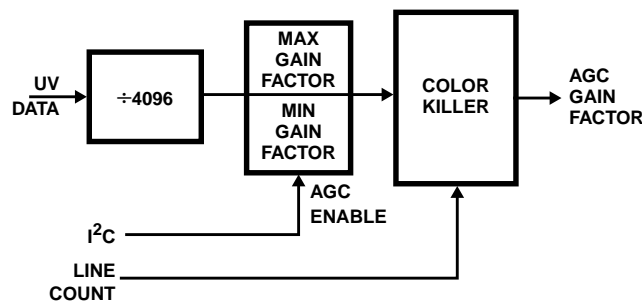 UV
DATA
÷4096
MAX
GAIN
FACTOR
MIN
GAIN
FACTOR
COLOR
KILLER
AGC
GAIN
FACTOR
AGC
ENABLE
I²C
LINE
COUNT